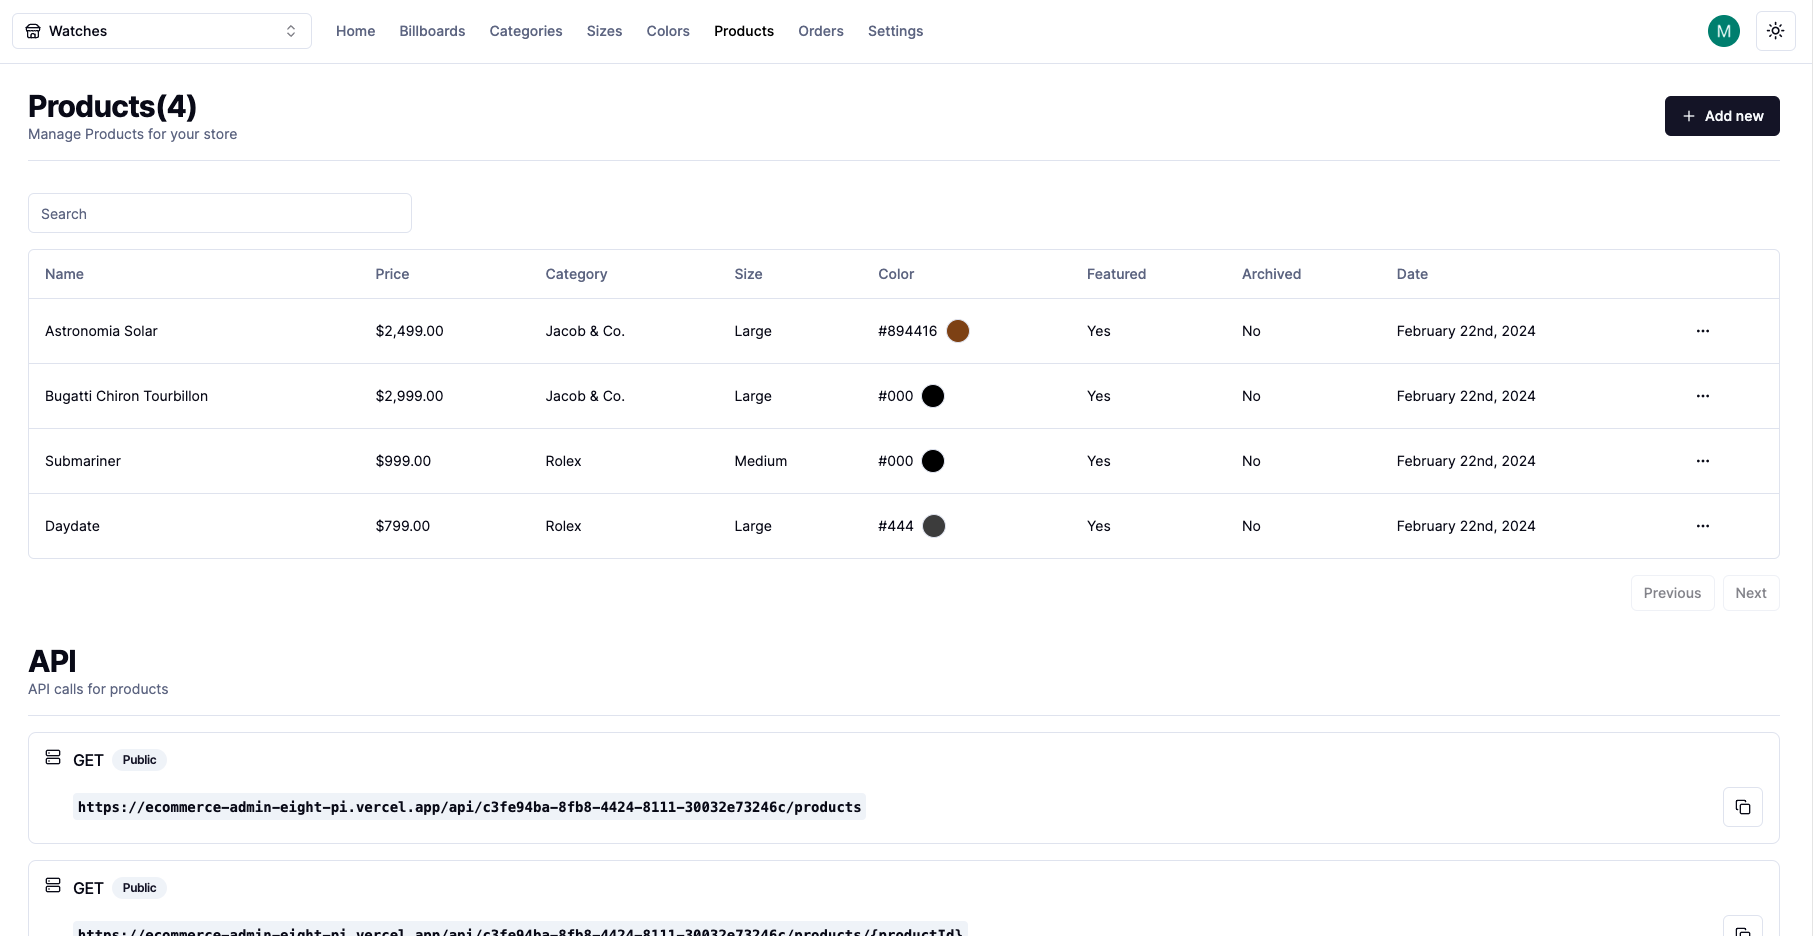 Watches Home Billboards Categories Sizes Colors Products Orders Settings M
Products(4)
Manage Products for your store
+ Add new
Search
Name Price Category Size Color Featured Archived Date
Astronomia Solar $2,499.00 Jacob & Co. Large #894416 Yes No February 22nd, 2024
Bugatti Chiron Tourbillon $2,999.00 Jacob & Co. Large #000 Yes No February 22nd, 2024
Submariner $999.00 Rolex Medium #000 Yes No February 22nd, 2024
Daydate $799.00 Rolex Large #444 Yes No February 22nd, 2024
Previous Next
API
API calls for products
GET Public
https://ecommerce-admin-eight-pi.vercel.app/api/c3fe94ba-8fb8-4424-8111-30032e73246c/products
GET Public
https://ecommerce-admin-eight-pi.vercel.app/api/c3fe94ba-8fb8-4424-8111-30032e73246c/products/{productId}